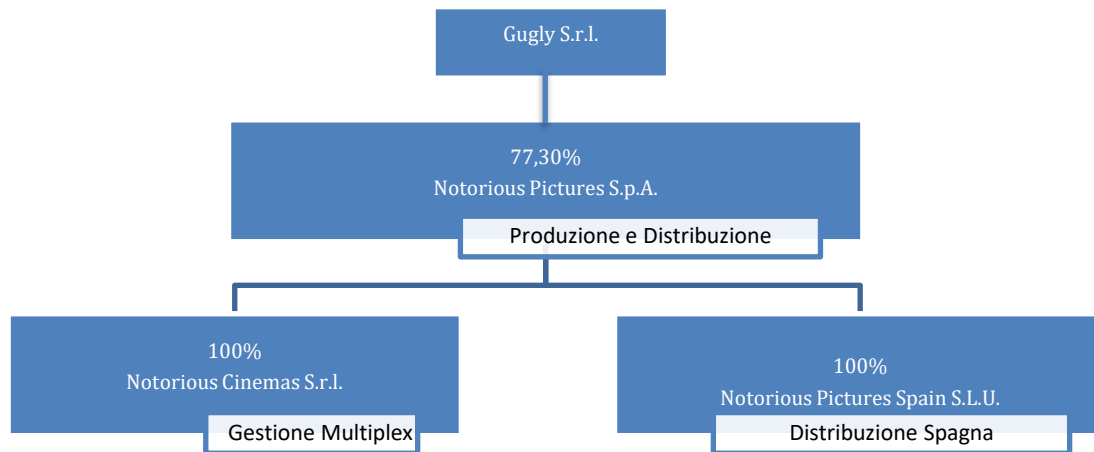 Gugly S.r.l.
77,30%
Notorious Pictures S.p.A.
Produzione e Distribuzione
100%
Notorious Cinemas S.r.l.
Gestione Multiplex
100%
Notorious Pictures Spain S.L.U.
Distribuzione Spagna